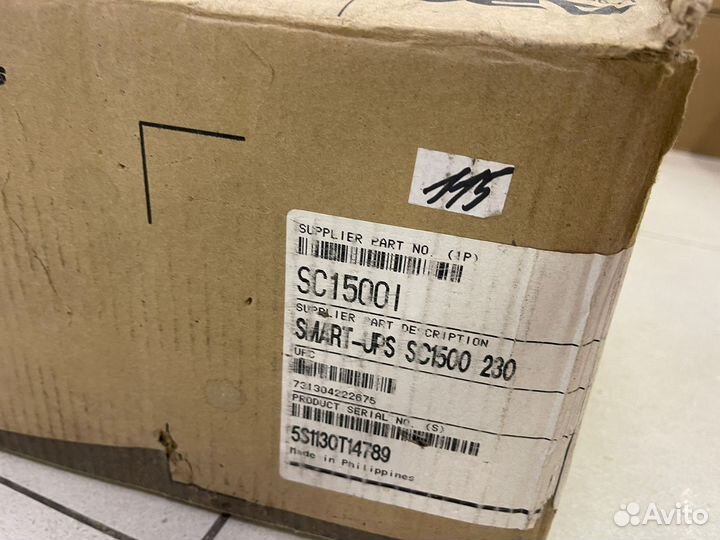 115
SUPPLIER PART NO. (1P)
SC1500I
SUPPLIER PART DESCRIPTION
SMART-UPS SC1500 230
UPC
731304222675
PRODUCT SERIAL NO. (S)
5S1130T14789
Made in Philippines
Avito